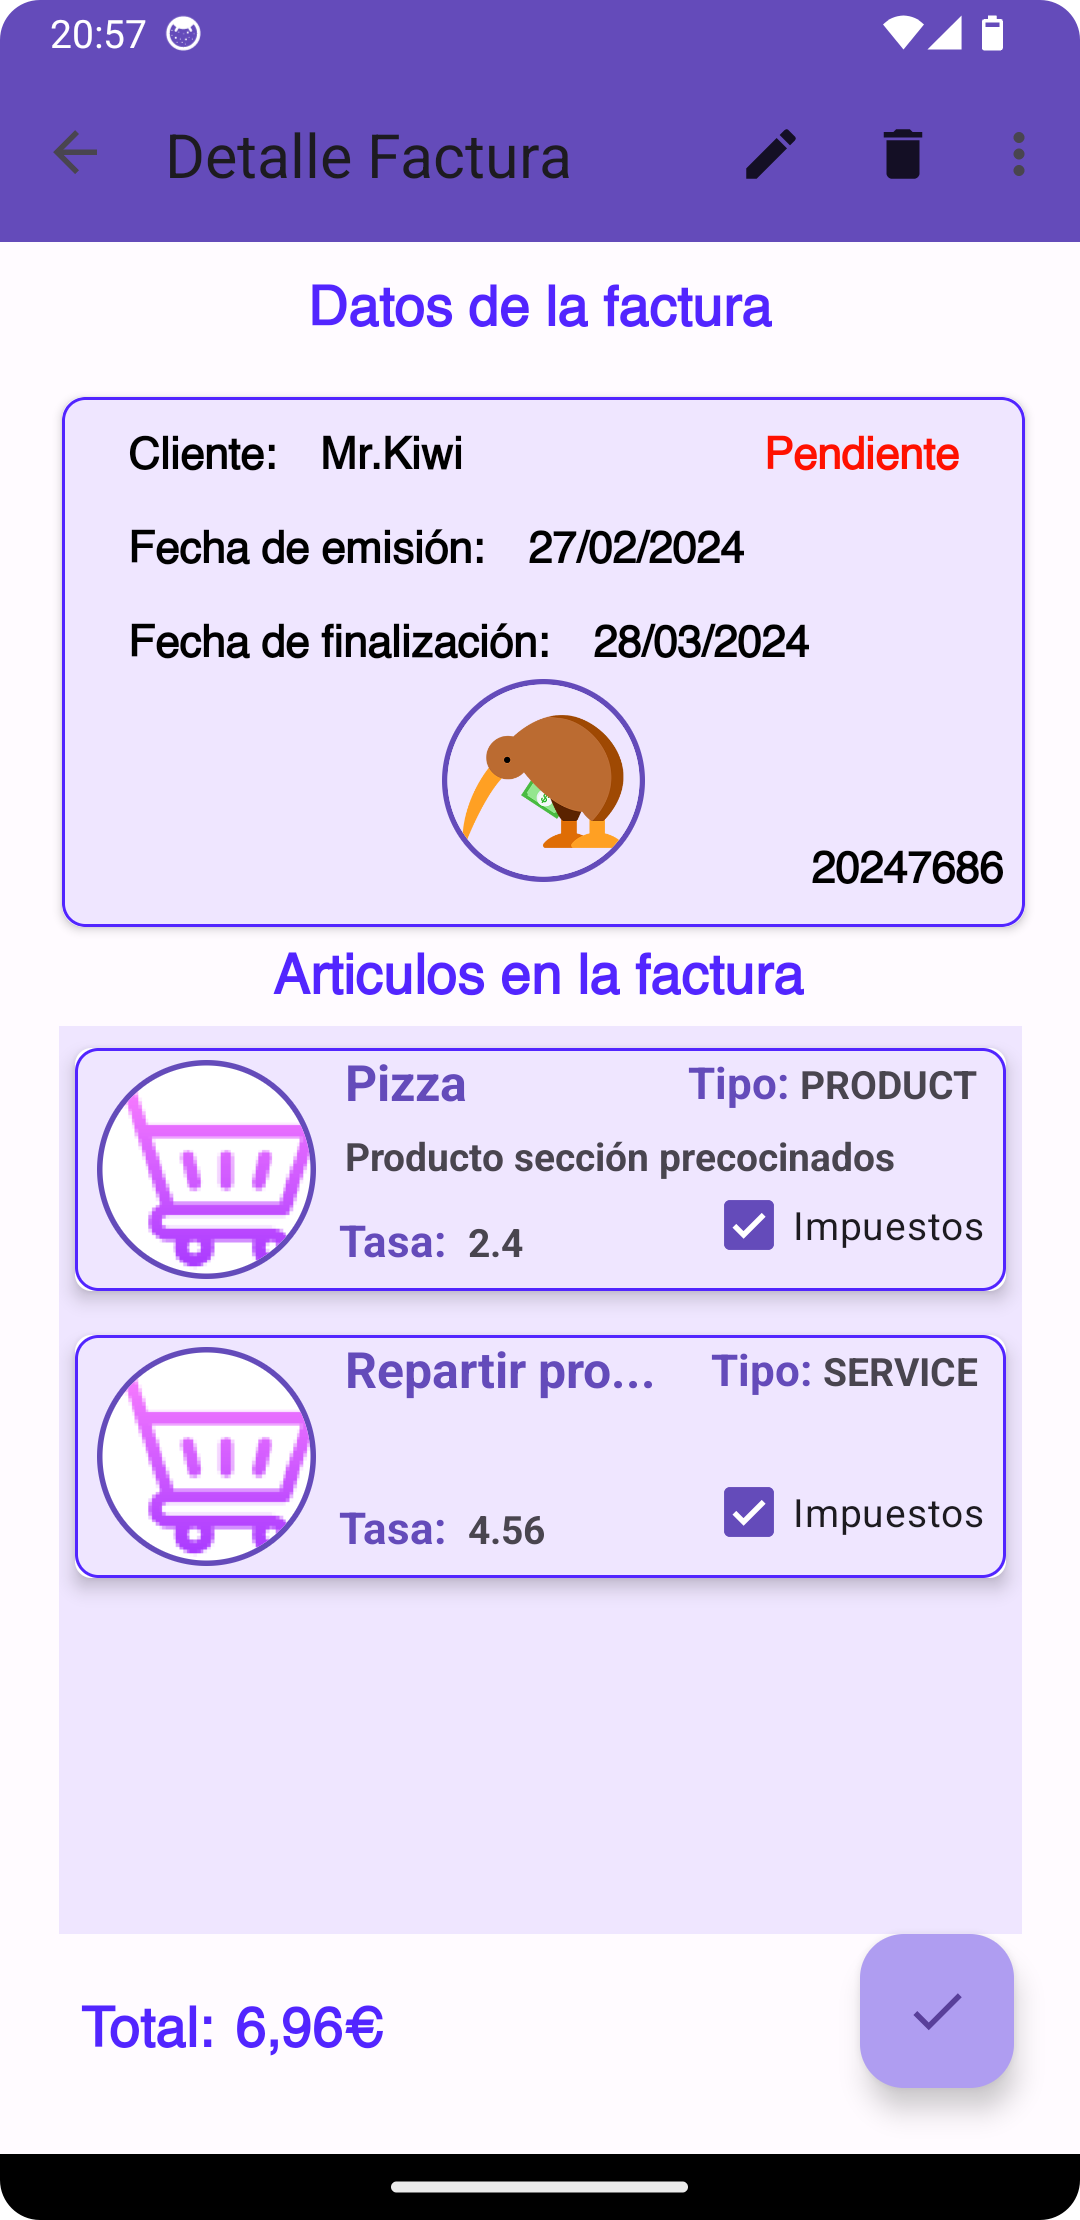 20:57
Detalle Factura
Datos de la factura
Cliente: Mr.Kiwi Pendiente
Fecha de emisión: 27/02/2024
Fecha de finalización: 28/03/2024
20247686
Articulos en la factura
Pizza Tipo: PRODUCT
Producto sección precocinados
Tasa: 2.4 Impuestos
Repartir pro... Tipo: SERVICE
Tasa: 4.56 Impuestos
Total: 6,96€